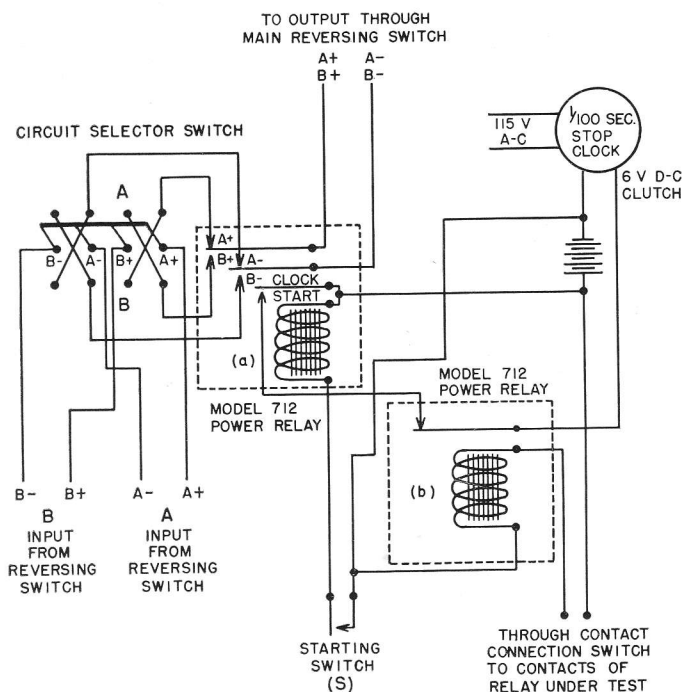 TO OUTPUT THROUGH
MAIN REVERSING SWITCH
A+ A-
B+ B-
CIRCUIT SELECTOR SWITCH
1/100 SEC.
STOP
CLOCK
115 V
A-C
6 V D-C
CLUTCH
A
B- A- B+ A+
B
A+
B+ A-
B-
CLOCK
START
(a)
MODEL 712
POWER RELAY
MODEL 712
POWER RELAY
(b)
B- B+ A- A+
B
INPUT
FROM
REVERSING
SWITCH
A
INPUT
FROM
REVERSING
SWITCH
STARTING
SWITCH
(S)
THROUGH CONTACT
CONNECTION SWITCH
TO CONTACTS OF
RELAY UNDER TEST